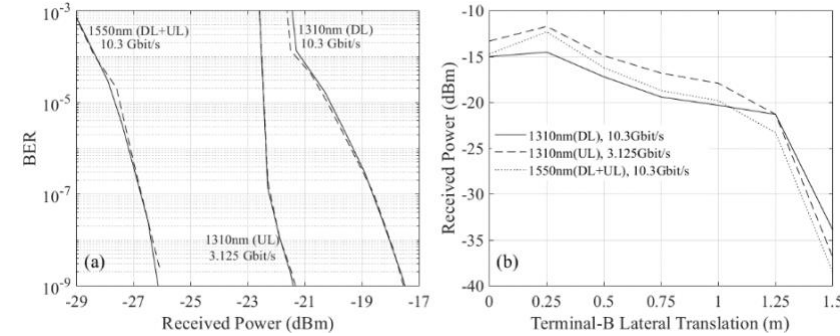 10^-3
10^-5
10^-7
10^-9
BER
1550nm (DL+UL)
10.3 Gbit/s
1310nm (DL)
10.3 Gbit/s
1310nm (UL)
3.125 Gbit/s
(a)
-29 -27 -25 -23 -21 -19 -17
Received Power (dBm)
-10
-15
-20
-25
-30
-35
-40
Received Power (dBm)
1310nm(DL), 10.3Gbit/s
1310nm(UL), 3.125Gbit/s
1550nm(DL+UL), 10.3Gbit/s
(b)
0 0.25 0.5 0.75 1 1.25 1.5
Terminal-B Lateral Translation (m)